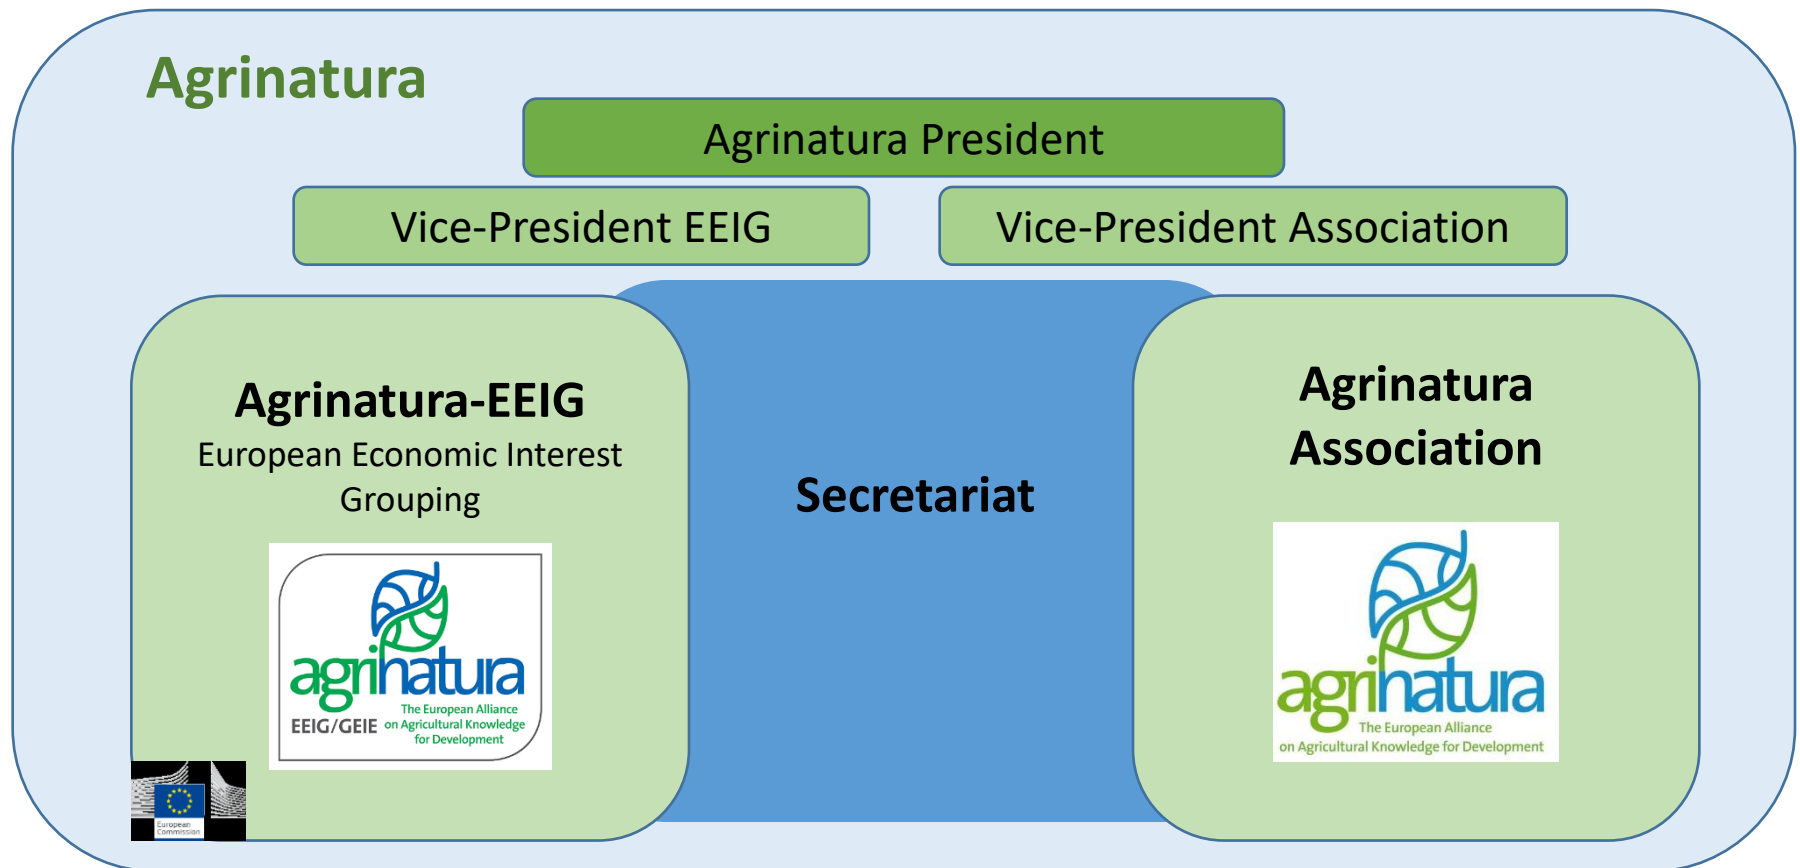 Agrinatura
Agrinatura President
Vice-President EEIG
Vice-President Association
Agrinatura-EEIG
European Economic Interest
Grouping
agrinatura
EEIG/GEIE
The European Alliance
on Agricultural Knowledge
for Development
European
Commission
Secretariat
Agrinatura
Association
agrinatura
The European Alliance
on Agricultural Knowledge for Development